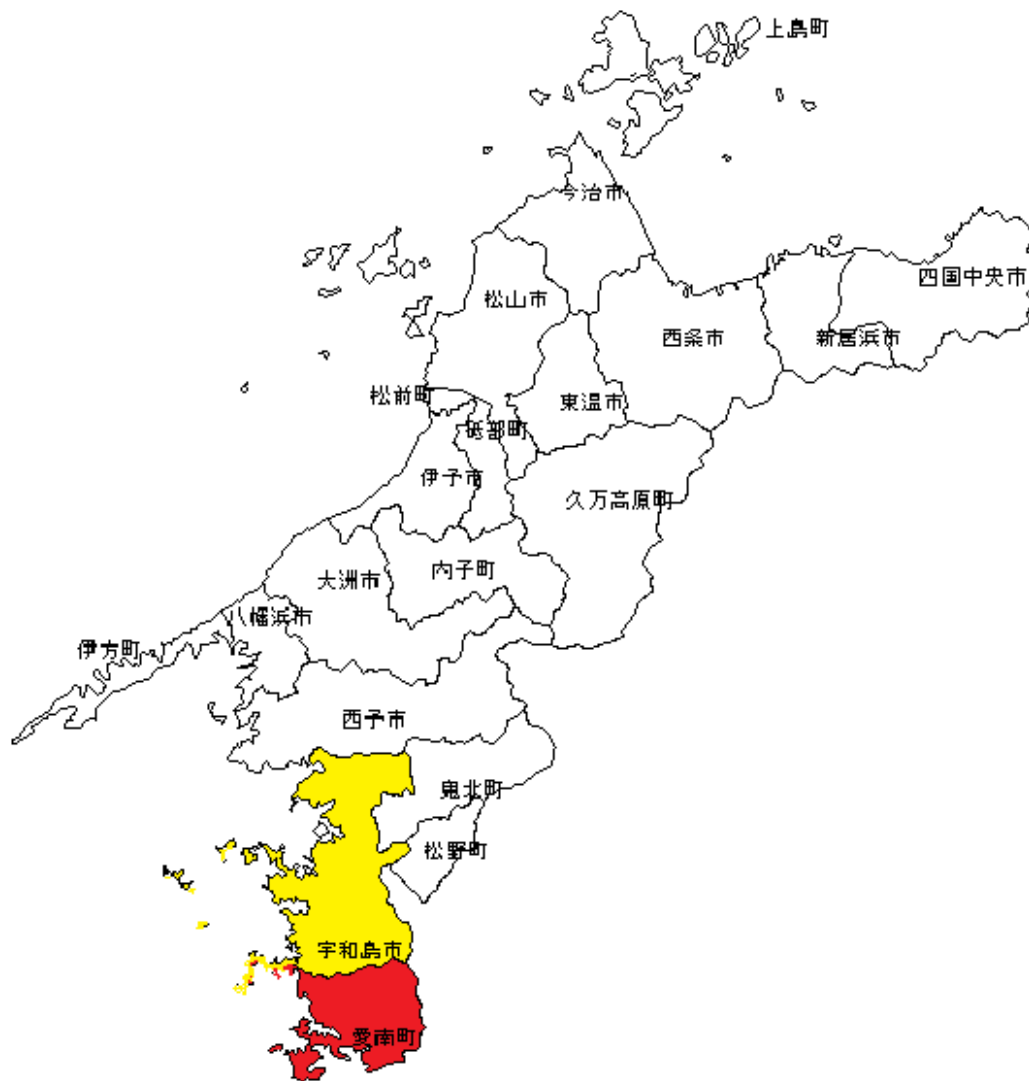 上島町
今治市
四国中央市
松山市
西条市
新居浜市
松前町
東温市
砥部町
伊予市
久万高原町
内子町
大洲市
八幡浜市
伊方町
西予市
鬼北町
松野町
宇和島市
愛南町